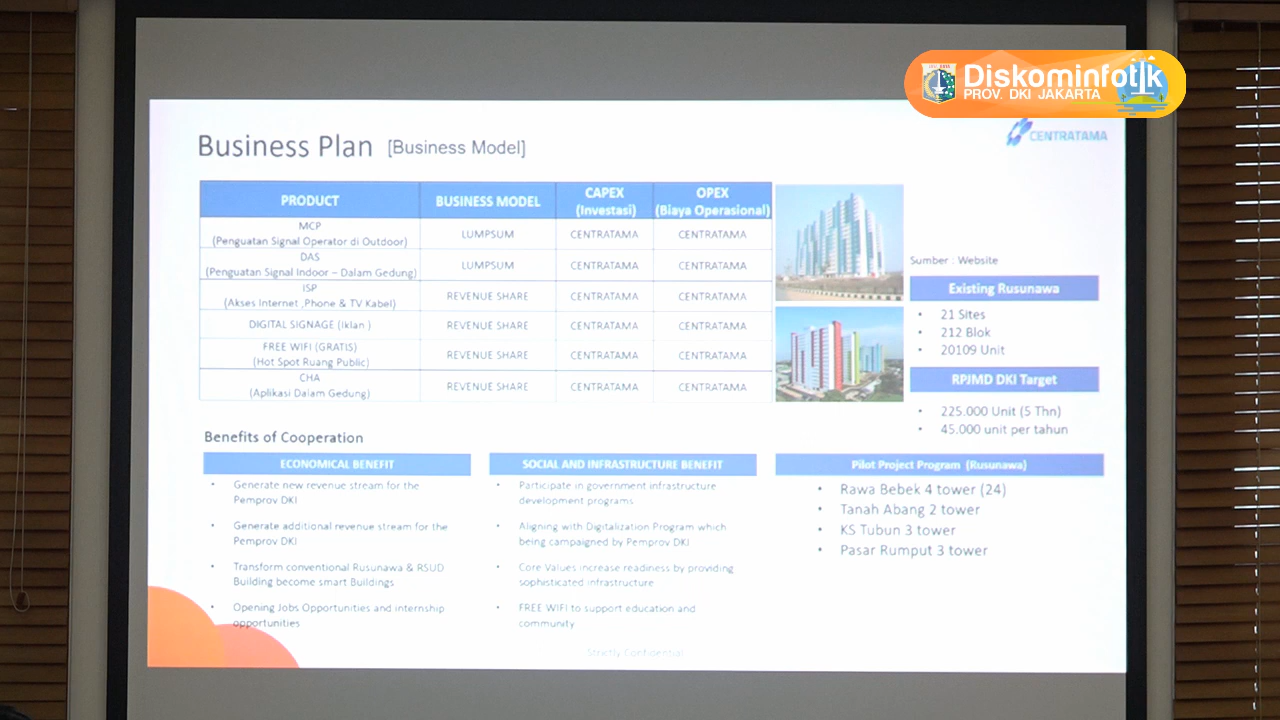 Diskominfotik
PROV. DKI JAKARTA
CENTRATAMA
Business Plan [Business Model]
PRODUCT
BUSINESS MODEL
CAPEX
(Investasi)
OPEX
(Biaya Operasional)
MCP
(Penguatan Signal Operator di Outdoor)
LUMPSUM
CENTRATAMA
CENTRATAMA
DAS
(Penguatan Signal Indoor – Dalam Gedung)
LUMPSUM
CENTRATAMA
CENTRATAMA
ISP
(Akses Internet ,Phone & TV Kabel)
REVENUE SHARE
CENTRATAMA
CENTRATAMA
DIGITAL SIGNAGE (Iklan )
REVENUE SHARE
CENTRATAMA
CENTRATAMA
FREE WIFI (GRATIS)
(Hot Spot Ruang Public)
REVENUE SHARE
CENTRATAMA
CENTRATAMA
CHA
(Aplikasi Dalam Gedung)
REVENUE SHARE
CENTRATAMA
CENTRATAMA
Sumber : Website
Existing Rusunawa
• 21 Sites
• 212 Blok
• 20109 Unit
RPJMD DKI Target
• 225.000 Unit (5 Thn)
• 45.000 unit per tahun
Benefits of Cooperation
ECONOMICAL BENEFIT
• Generate new revenue stream for the
Pemprov DKI
• Generate additional revenue stream for the
Pemprov DKI
• Transform conventional Rusunawa & RSUD
Building become smart Buildings
• Opening Jobs Opportunities and internship
opportunities
SOCIAL AND INFRASTRUCTURE BENEFIT
• Participate in government infrastructure
development programs
• Aligning with Digitalization Program which
being campaigned by Pemprov DKI
• Core Values increase readiness by providing
sophisticated infrastructure
• FREE WIFI to support education and
community
Pilot Project Program (Rusunawa)
• Rawa Bebek 4 tower (24)
• Tanah Abang 2 tower
• KS Tubun 3 tower
• Pasar Rumput 3 tower
Strictly Confidential